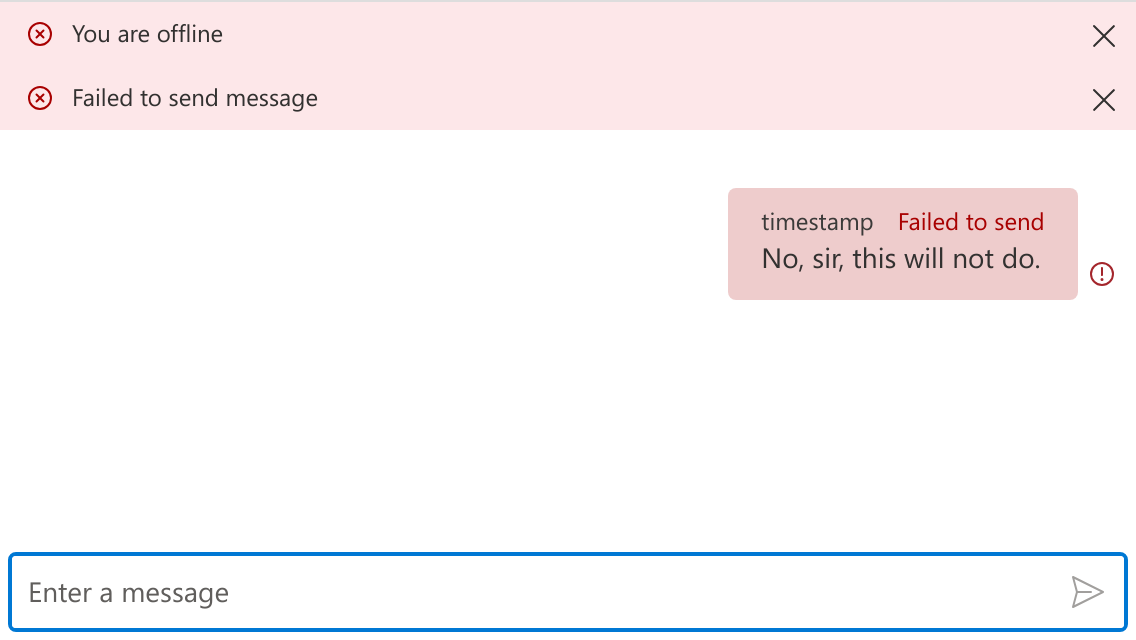 You are offline
Failed to send message
timestamp Failed to send
No, sir, this will not do.
Enter a message